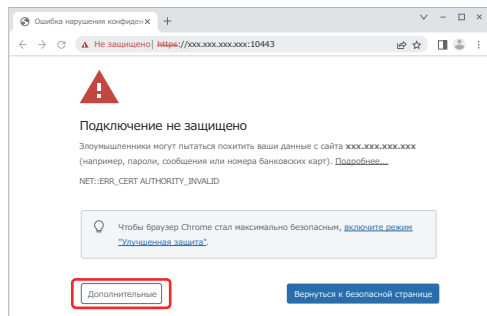 Ошибка нарушения конфиден
Не защищено https://xxx.xxx.xxx.xxx:10443
Подключение не защищено
Злоумышленники могут пытаться похитить ваши данные с сайта xxx.xxx.xxx.xxx
(например, пароли, сообщения или номера банковских карт). Подробнее...
NET::ERR_CERT AUTHORITY_INVALID
Чтобы браузер Chrome стал максимально безопасным, включите режим
"Улучшенная зашита".
Дополнительные
Вернуться к безопасной странице